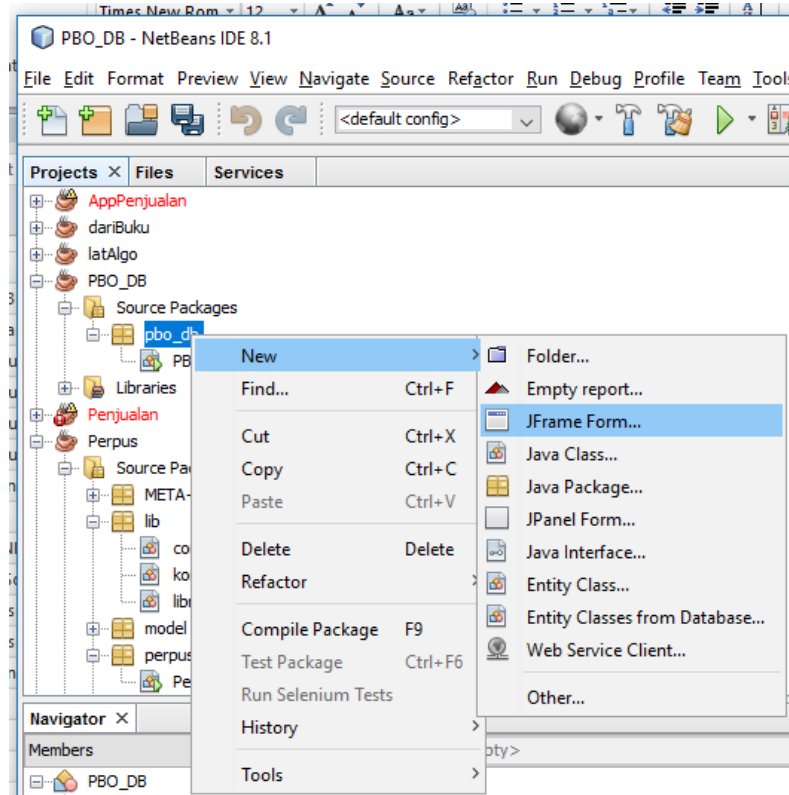 Times New Rom 12
PBO_DB - NetBeans IDE 8.1
File Edit Format Preview View Navigate Source Refactor Run Debug Profile Team Tools
<default config>
Projects Files Services
AppPenjualan
dariBuku
latAlgo
PBO_DB
Source Packages
pbo_db
PB
Libraries
Penjualan
Perpus
Source Pa
META-
lib
co
ko
lib
model
perpus
Pe
New
Find... Ctrl+F
Cut Ctrl+X
Copy Ctrl+C
Paste Ctrl+V
Delete Delete
Refactor
Compile Package F9
Test Package Ctrl+F6
Run Selenium Tests
History
Tools
Folder...
Empty report...
JFrame Form...
Java Class...
Java Package...
JPanel Form...
Java Interface...
Entity Class...
Entity Classes from Database...
Web Service Client...
Other...
Navigator
Members
pty>
PBO_DB